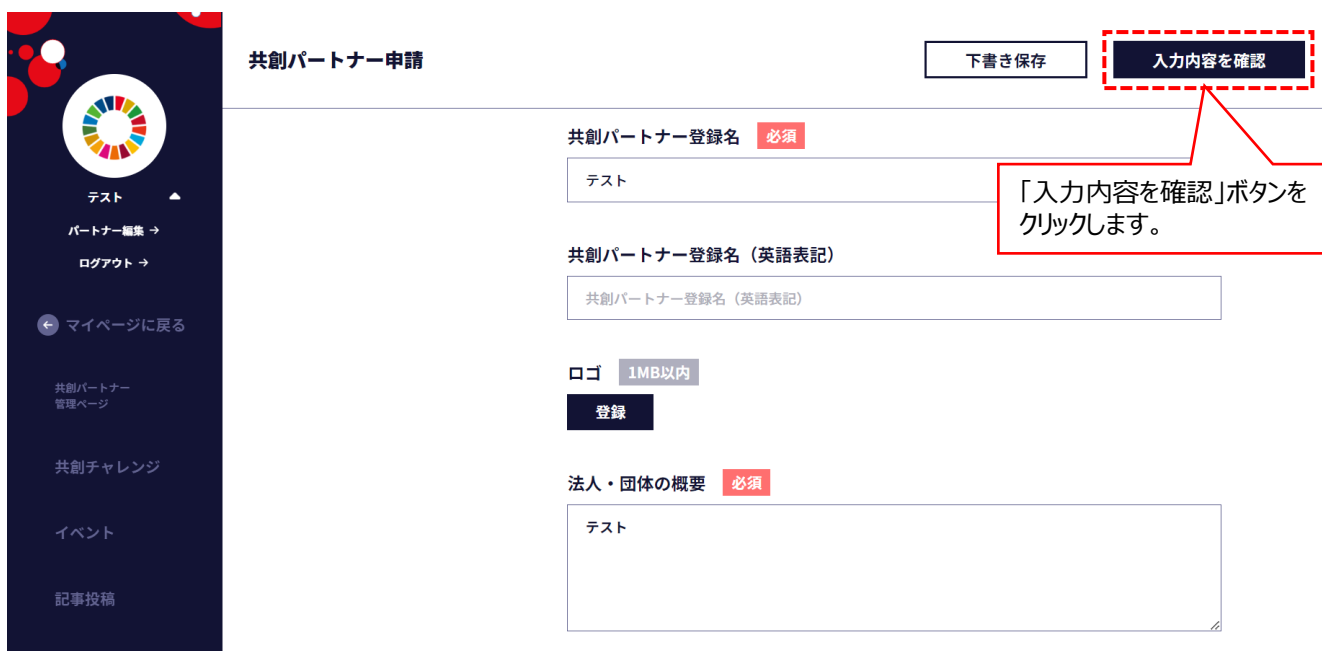 共創パートナー申請
下書き保存
入力内容を確認
テスト
パートナー編集 →
ログアウト →
マイページに戻る
共創パートナー
管理ページ
共創チャレンジ
イベント
記事投稿
共創パートナー登録名 必須
テスト
「入力内容を確認」ボタンを
クリックします。
共創パートナー登録名（英語表記）
共創パートナー登録名（英語表記）
ロゴ 1MB以内
登録
法人・団体の概要 必須
テスト